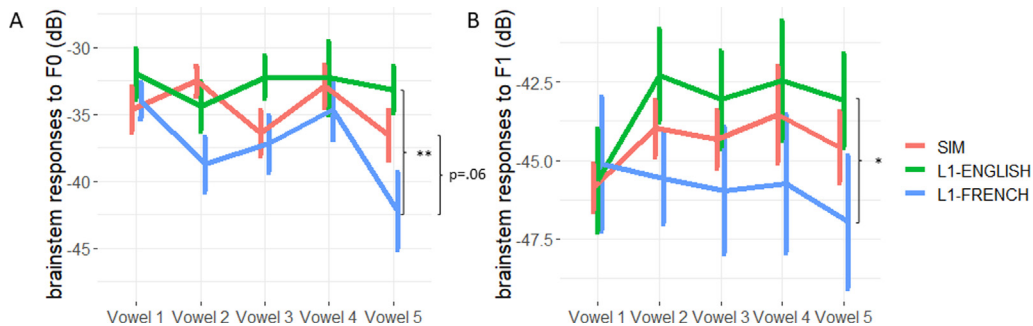 A
brainstem responses to F0 (dB)
-30
-35
-40
-45
**
p=.06
Vowel 1 Vowel 2 Vowel 3 Vowel 4 Vowel 5
B
brainstem responses to F1 (dB)
-42.5
-45.0
-47.5
*
Vowel 1 Vowel 2 Vowel 3 Vowel 4 Vowel 5
SIM
L1-ENGLISH
L1-FRENCH